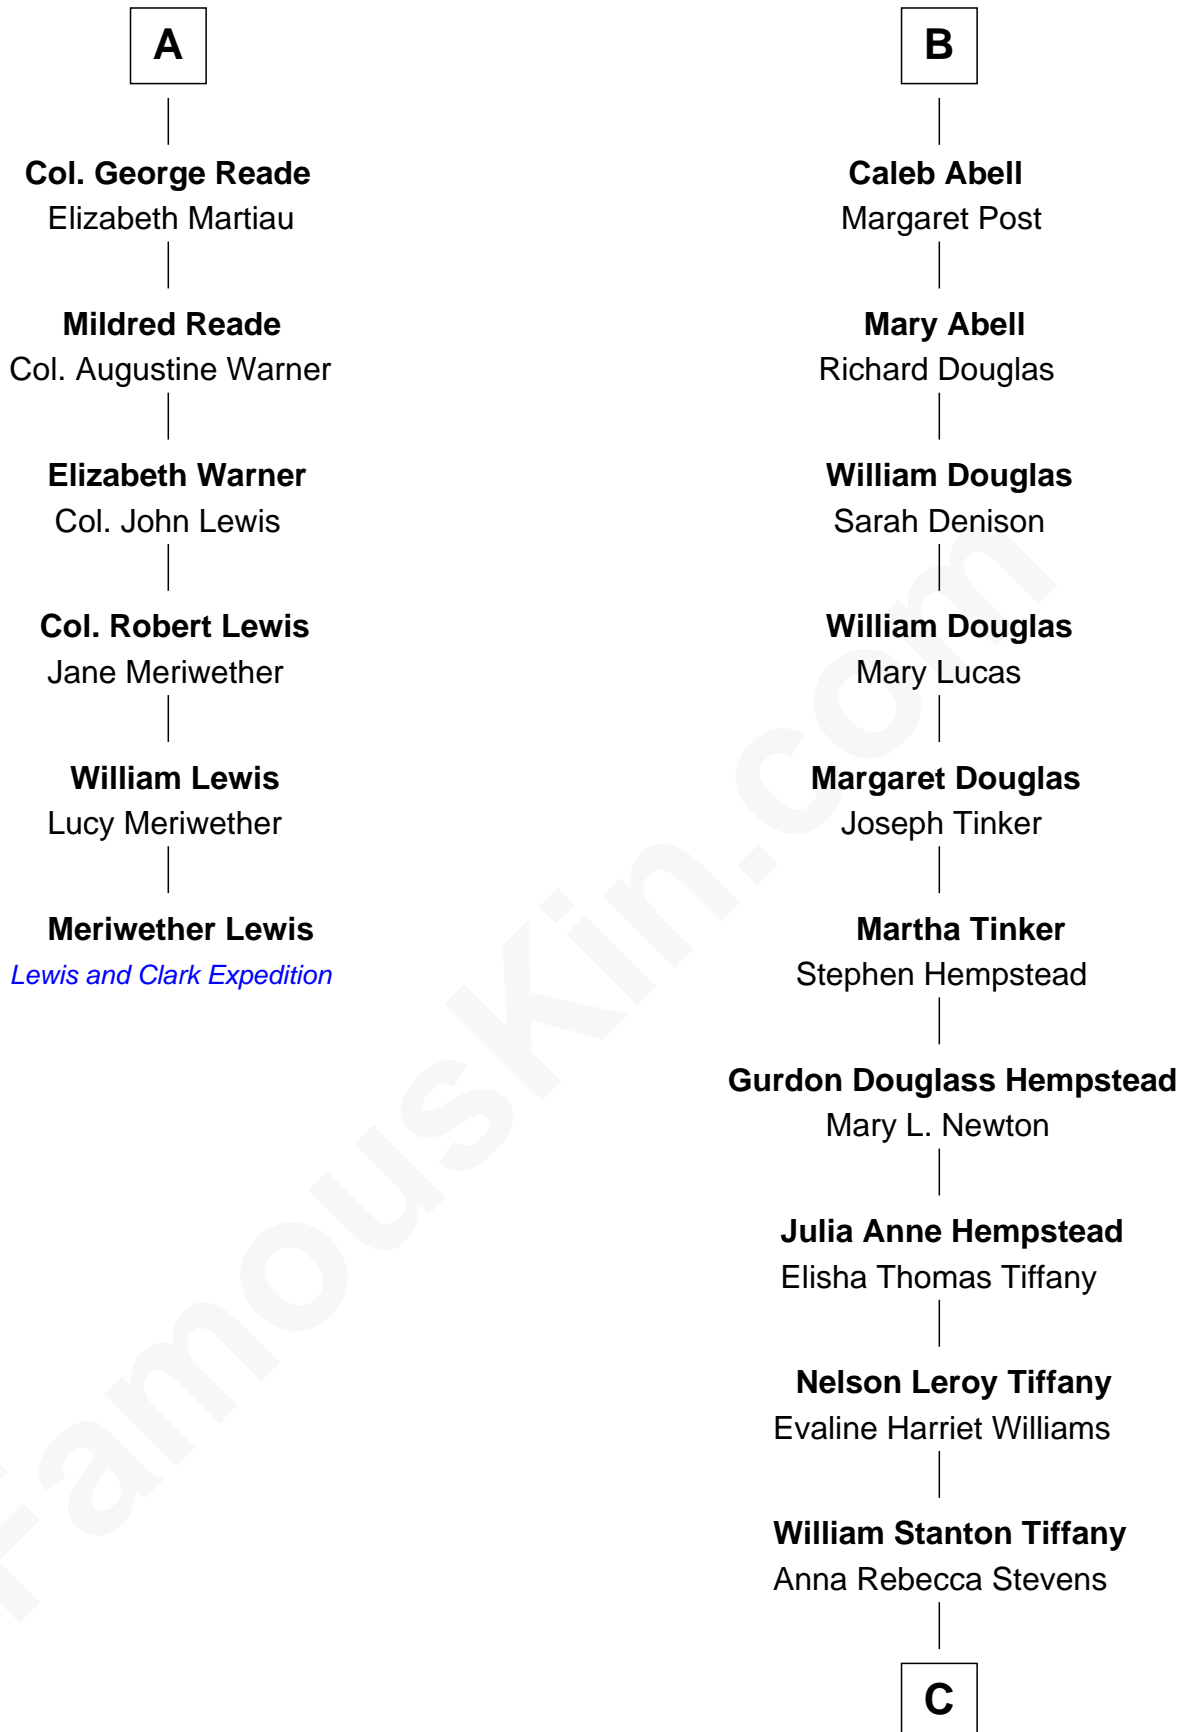 A
Col. George Reade
Elizabeth Martiau
Mildred Reade
Col. Augustine Warner
Elizabeth Warner
Col. John Lewis
Col. Robert Lewis
Jane Meriwether
William Lewis
Lucy Meriwether
Meriwether Lewis
Lewis and Clark Expedition
B
Caleb Abell
Margaret Post
Mary Abell
Richard Douglas
William Douglas
Sarah Denison
William Douglas
Mary Lucas
Margaret Douglas
Joseph Tinker
Martha Tinker
Stephen Hempstead
Gurdon Douglass Hempstead
Mary L. Newton
Julia Anne Hempstead
Elisha Thomas Tiffany
Nelson Leroy Tiffany
Evaline Harriet Williams
William Stanton Tiffany
Anna Rebecca Stevens
C
FamousKin.com